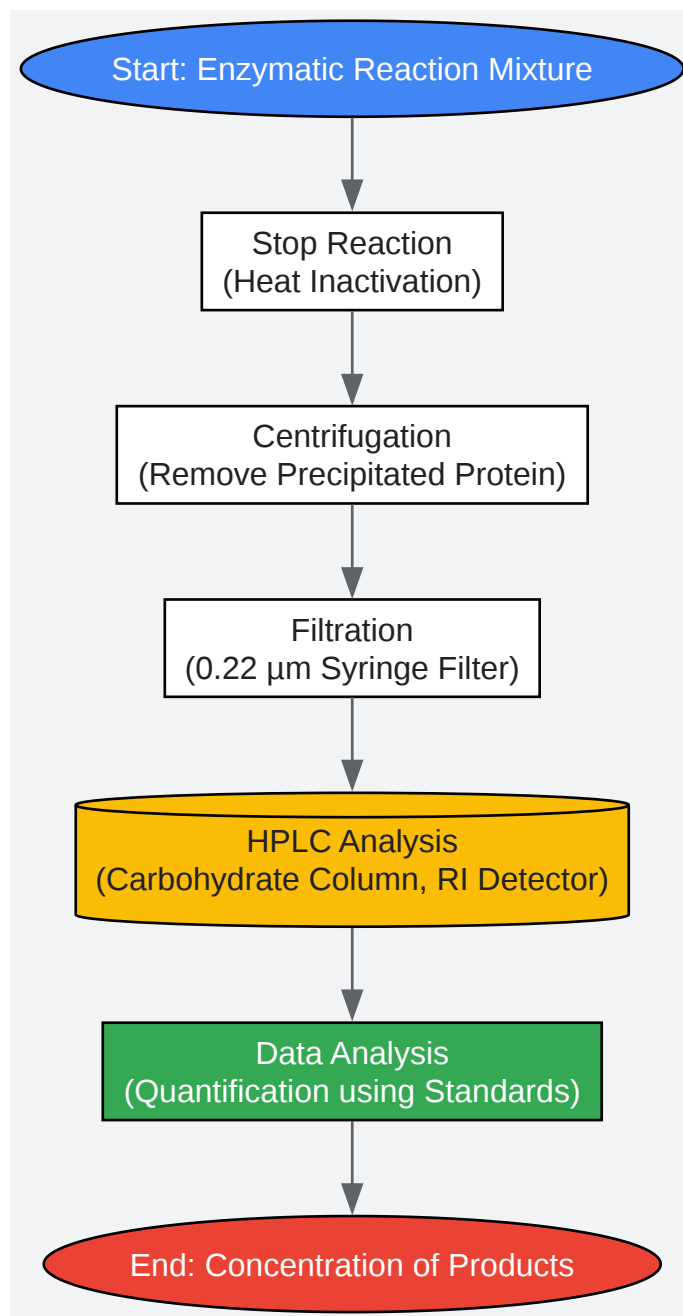 Start: Enzymatic Reaction Mixture
Stop Reaction
(Heat Inactivation)
Centrifugation
(Remove Precipitated Protein)
Filtration
(0.22 µm Syringe Filter)
HPLC Analysis
(Carbohydrate Column, RI Detector)
Data Analysis
(Quantification using Standards)
End: Concentration of Products